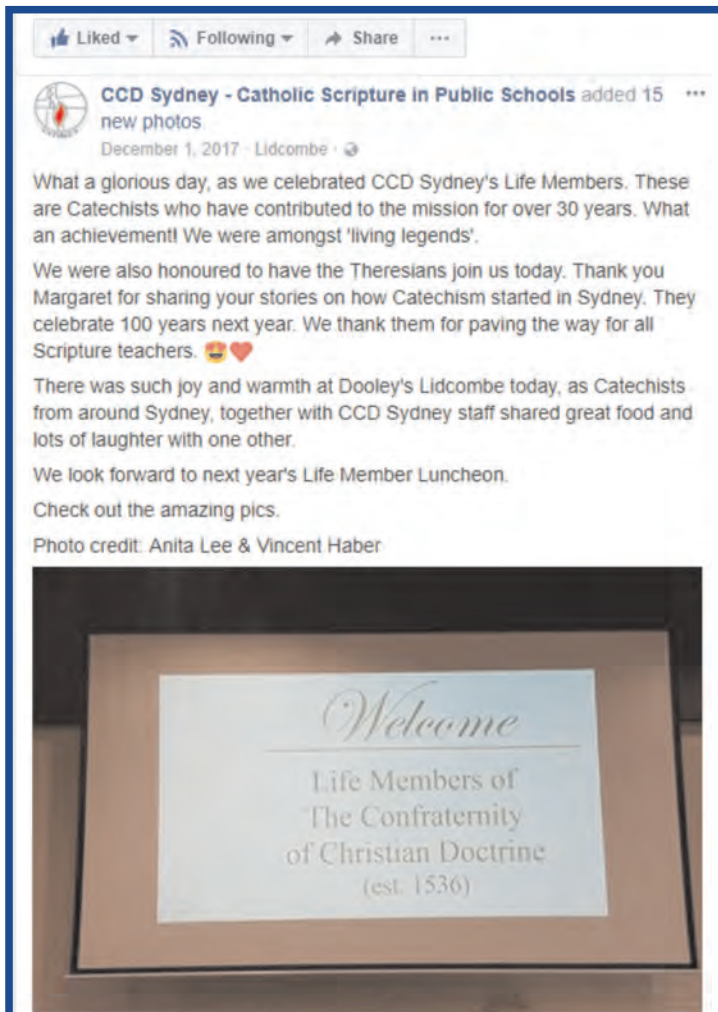 Liked Following Share ...
CCD Sydney - Catholic Scripture in Public Schools added 15 ...
new photos
December 1, 2017 · Lidcombe ·
What a glorious day, as we celebrated CCD Sydney's Life Members. These
are Catechists who have contributed to the mission for over 30 years. What
an achievement! We were amongst 'living legends'.
We were also honoured to have the Theresians join us today. Thank you
Margaret for sharing your stories on how Catechism started in Sydney. They
celebrate 100 years next year. We thank them for paving the way for all
Scripture teachers. 😍❤️
There was such joy and warmth at Dooley's Lidcombe today, as Catechists
from around Sydney, together with CCD Sydney staff shared great food and
lots of laughter with one other.
We look forward to next year's Life Member Luncheon.
Check out the amazing pics.
Photo credit: Anita Lee & Vincent Haber
Welcome
Life Members of
The Confraternity
of Christian Doctrine
(est. 1536)